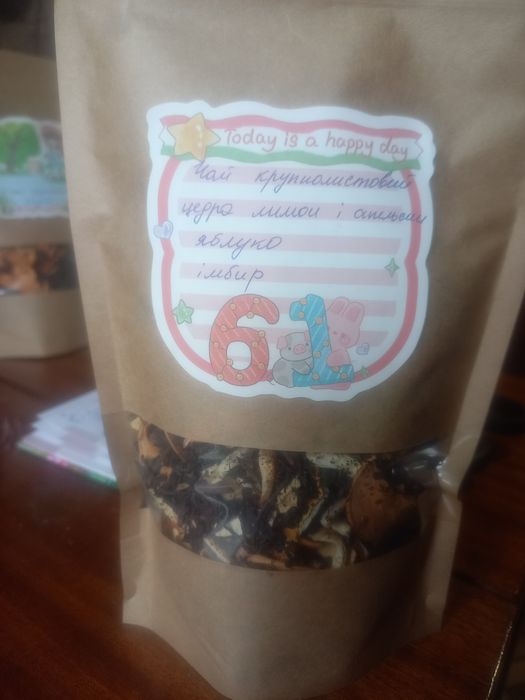 Today is a happy day
Чай крупнолистовий
цедра лимон і апельсин
яблуко
імбир
61